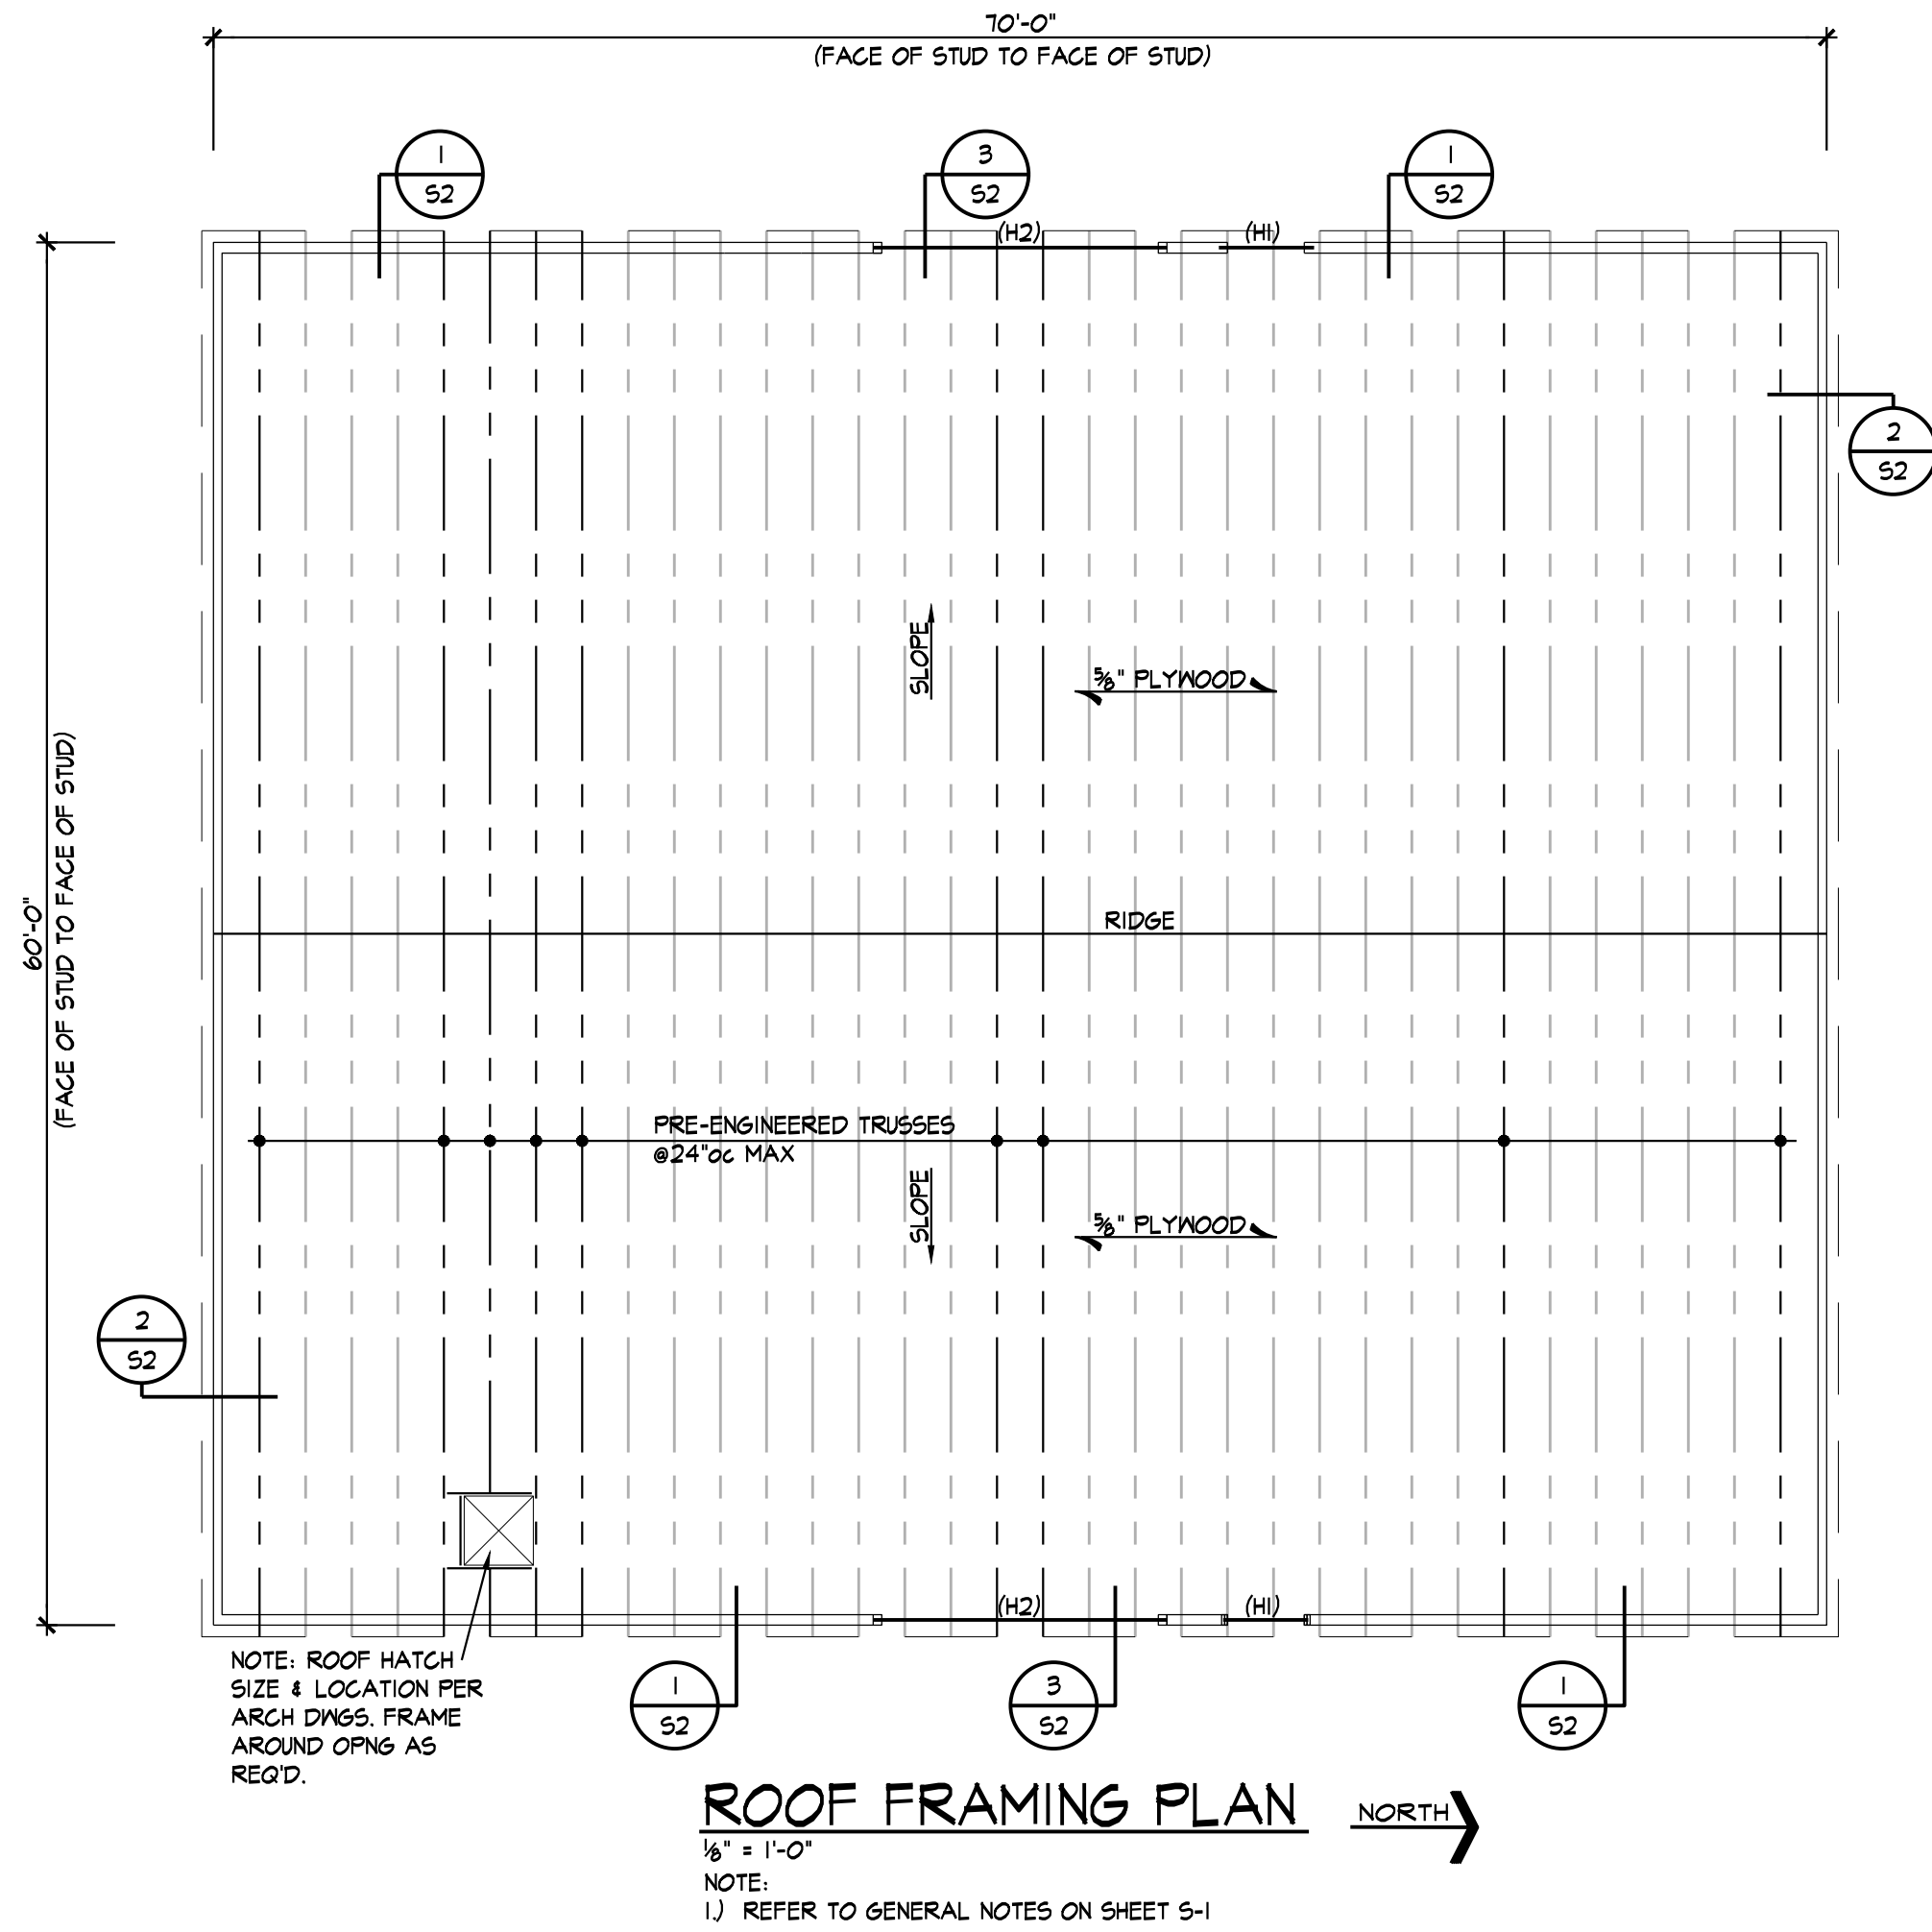 70'-0"
(FACE OF STUD TO FACE OF STUD)
1
S2
3
S2
1
S2
(H2)
(H1)
2
S2
SLOPE
5/8" PLYWOOD
60'-0"
(FACE OF STUD TO FACE OF STUD)
RIDGE
PRE-ENGINEERED TRUSSES
@24"oc MAX
SLOPE
5/8" PLYWOOD
2
S2
(H2)
(H1)
NOTE: ROOF HATCH
SIZE & LOCATION PER
ARCH DWGS. FRAME
AROUND OPNG AS
REQ'D.
1
S2
3
S2
1
S2
ROOF FRAMING PLAN
NORTH
1/8" = 1'-0"
NOTE:
1.) REFER TO GENERAL NOTES ON SHEET S-1